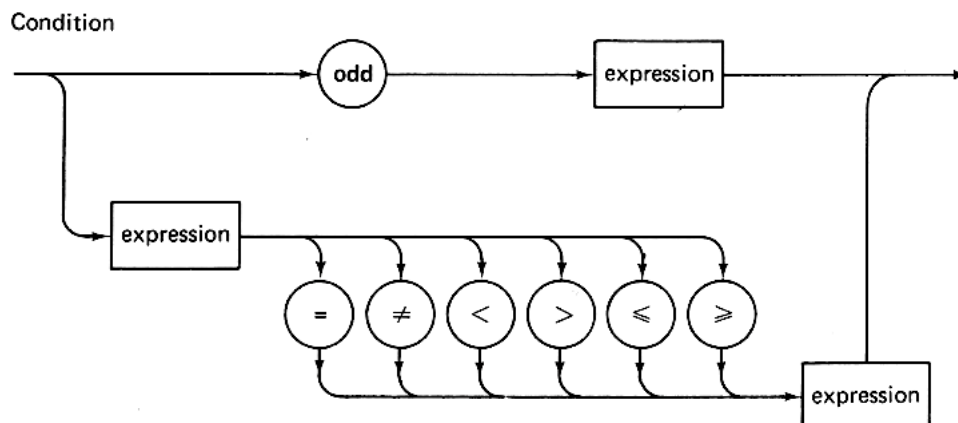 Condition
odd
expression
expression
= ≠ < > ⩽ ⩾
expression